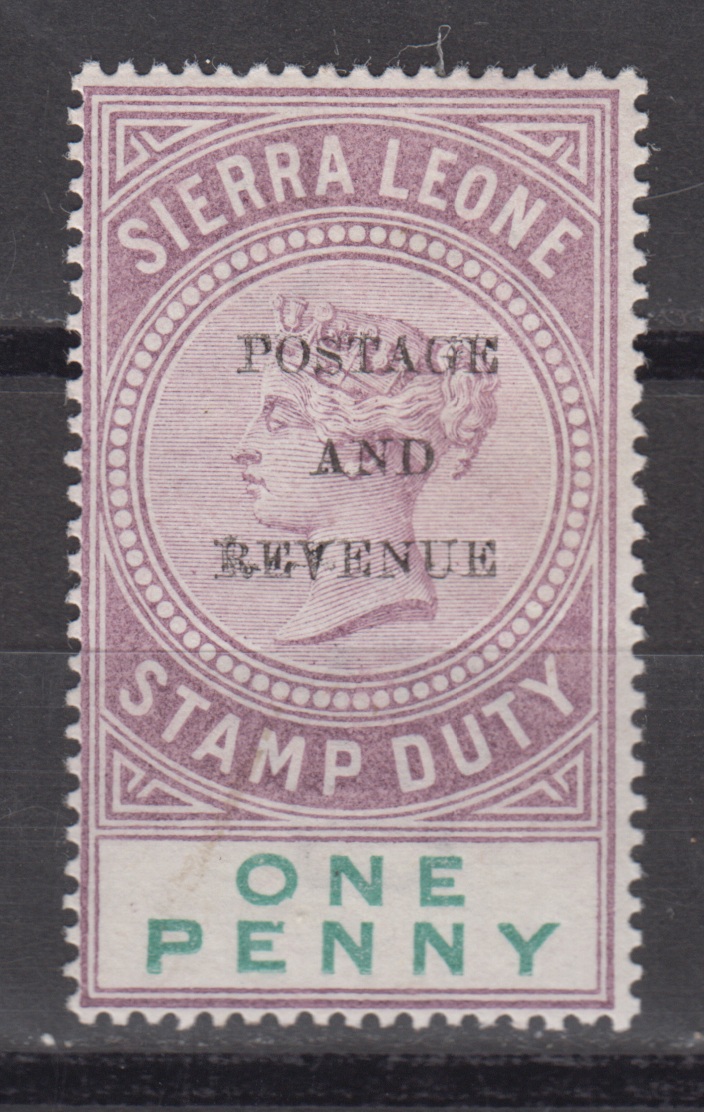 SIERRA LEONE
POSTAGE
AND
REVENUE
STAMP DUTY
ONE
PENNY